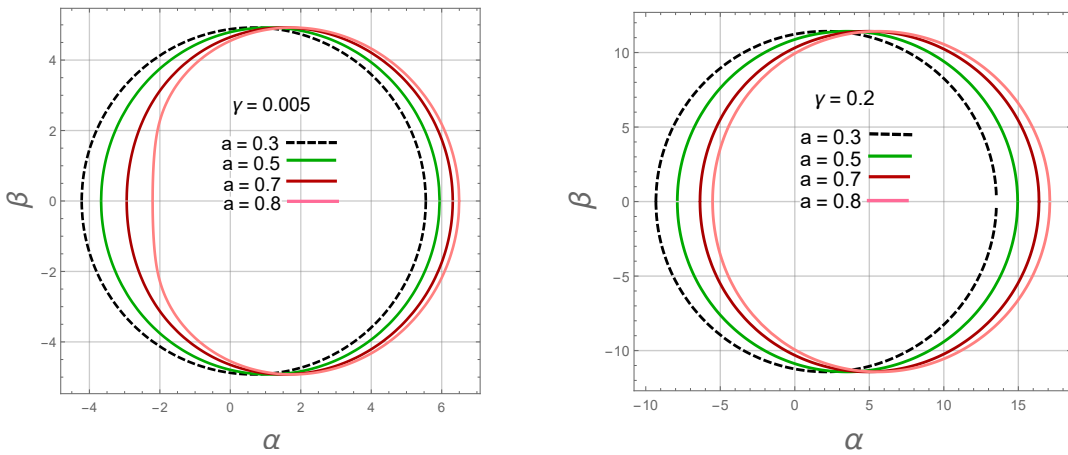 4
2
0
−2
−4
β
γ = 0.005
a = 0.3
a = 0.5
a = 0.7
a = 0.8
−4 −2 0 2 4 6
α
10
5
0
−5
−10
β
γ = 0.2
a = 0.3
a = 0.5
a = 0.7
a = 0.8
−10 −5 0 5 10 15
α